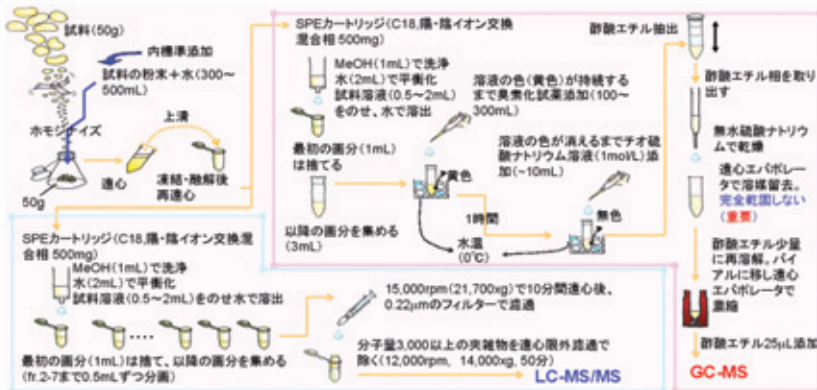 試料(50g)
内標準添加
試料の粉末+水(300~
500mL)
ホモジナイズ
上清
遠心
凍結・融解後
再遠心
50g
SPEカートリッジ(C18,陽・陰イオン交換
混合相 500mg)
MeOH(1mL)で洗浄
水(2mL)で平衡化
試料溶液(0.5~2mL)
をのせ、水で溶出
最初の画分(1mL)
は捨てる
以降の画分を集める
(3mL)
溶液の色(黄色)が持続する
まで臭素化試薬添加(100~
300mL)
黄色
1時間
水温
(0℃)
溶液の色が消えるまでチオ硫
酸ナトリウム溶液(1mol/L)添
加(~10mL)
無色
酢酸エチル抽出
酢酸エチル相を取り
出す
無水硫酸ナトリウ
ムで乾燥
遠心エバポレー
タで溶媒留去。
完全乾固しない
(重要)
酢酸エチル少量
に再溶解。バイ
アルに移し遠心
エバポレータで
濃縮
酢酸エチル25μL添加
GC-MS
SPEカートリッジ(C18,陽・陰イオン交換混
合相 500mg)
MeOH(1mL)で洗浄
水(2mL)で平衡化
試料溶液(0.5~2mL)をのせ水で溶出
最初の画分(1mL)は捨て、以降の画分を集める
(fr.2-7まで0.5mLずつ分画)
15,000rpm(21,700xg)で10分間遠心後、
0.22μmのフィルターで濾過
分子量3,000以上の夾雑物を遠心限外濾過で
除く(12,000rpm, 14,000xg, 50分)
LC-MS/MS